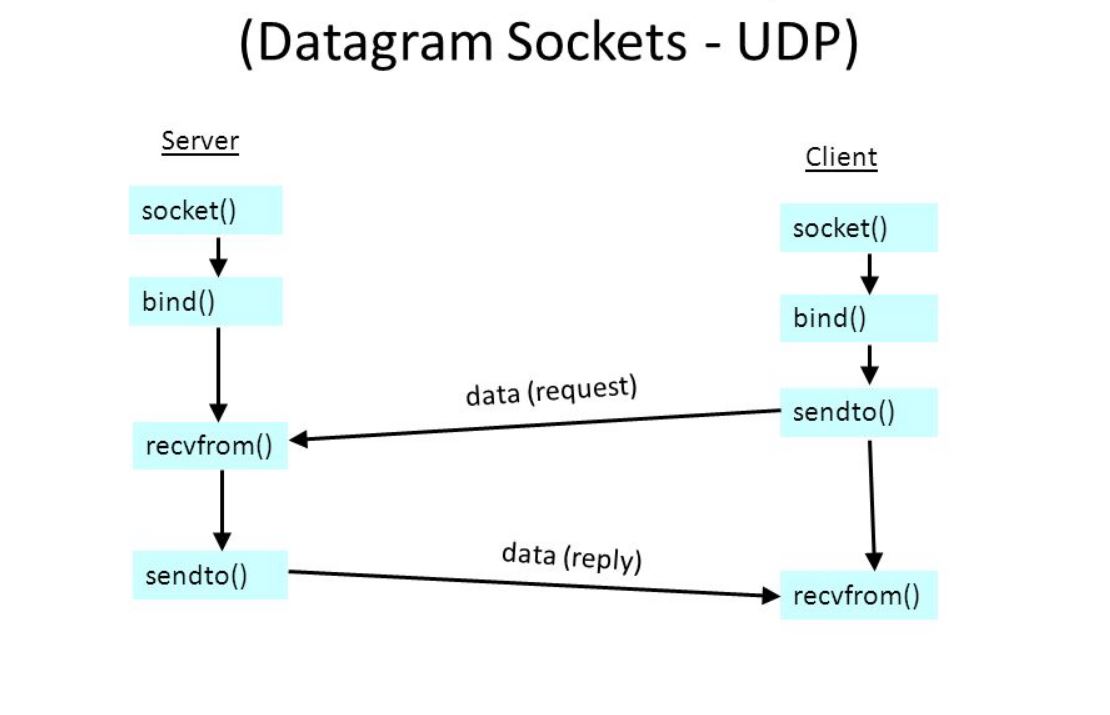 (Datagram Sockets - UDP)
Server
Client
socket()
socket()
bind()
bind()
data (request)
sendto()
recvfrom()
data (reply)
sendto()
recvfrom()